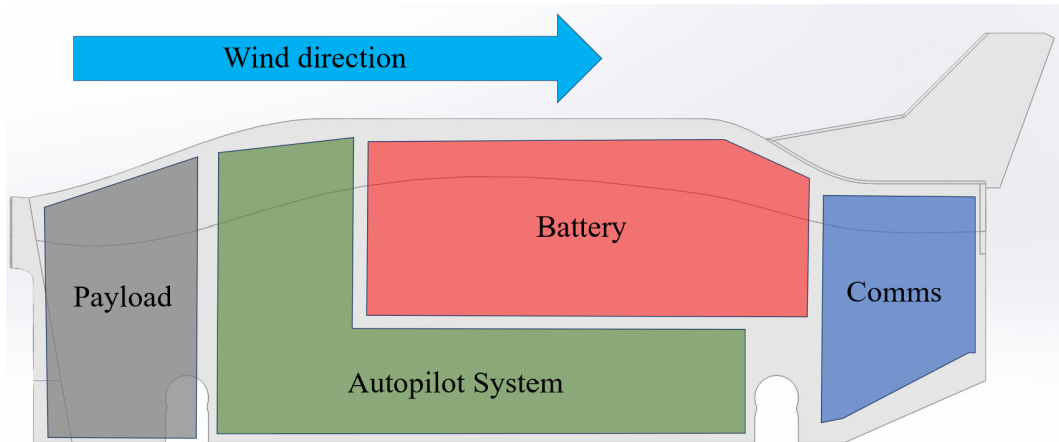 Wind direction
Battery
Payload
Comms
Autopilot System